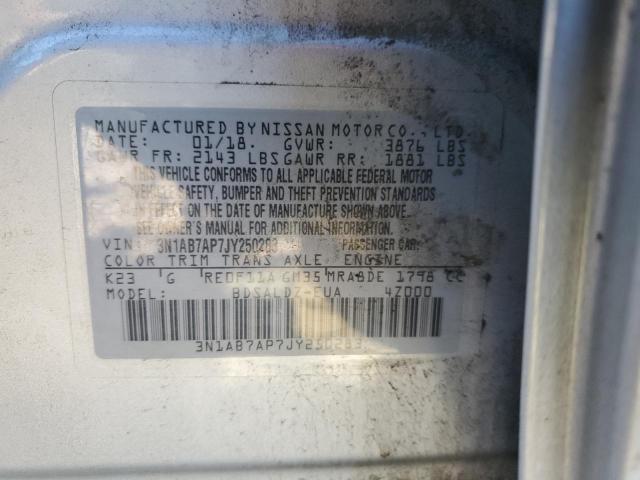 MANUFACTURED BY NISSAN MOTOR CO., LTD.
DATE: 01/18. GVWR: 3876 LBS
GAWR FR: 2143 LBS GAWR RR: 1881 LBS
THIS VEHICLE CONFORMS TO ALL APPLICABLE FEDERAL MOTOR
VEHICLE SAFETY, BUMPER AND THEFT PREVENTION STANDARDS
IN EFFECT ON THE DATE OF MANUFACTURE SHOWN ABOVE.
SEE OWNER'S MANUAL FOR ADDITIONAL INFORMATION.
VIN 3N1AB7AP7JY250283 PASSENGER CAR
COLOR TRIM TRANS AXLE ENGINE
K23 G RE0F11A GM35 MRA8DE 1798 CC
MODEL: BDSALDZ-EUA 4Z000
3N1AB7AP7JY250283